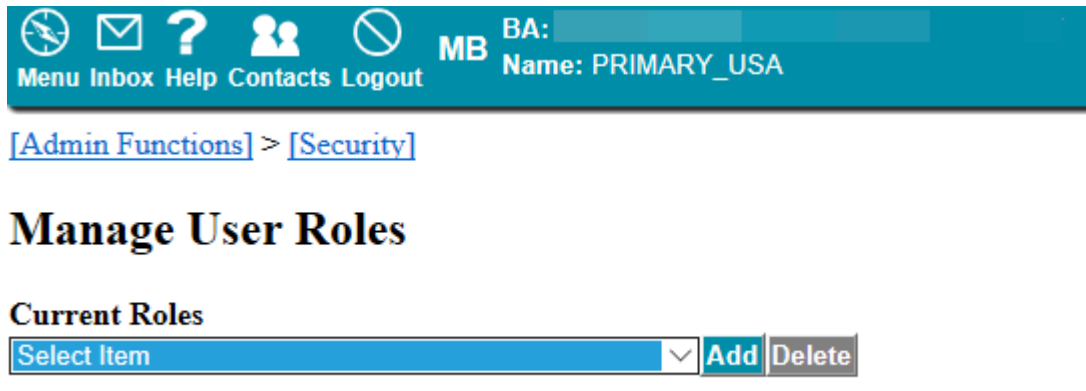 Menu Inbox Help Contacts Logout MB BA:
Name: PRIMARY_USA
[Admin Functions] > [Security]
Manage User Roles
Current Roles
Select Item Add Delete